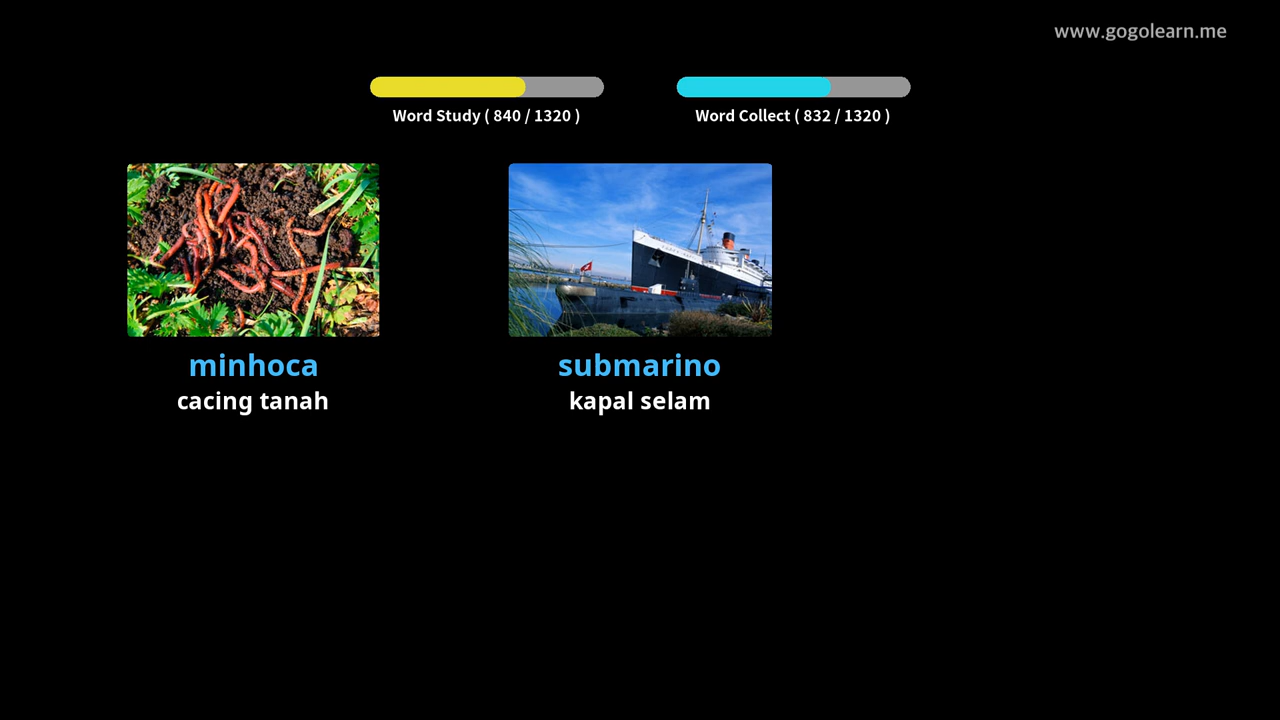 www.gogolearn.me
Word Study ( 840 / 1320 )
Word Collect ( 832 / 1320 )
minhoca
cacing tanah
submarino
kapal selam